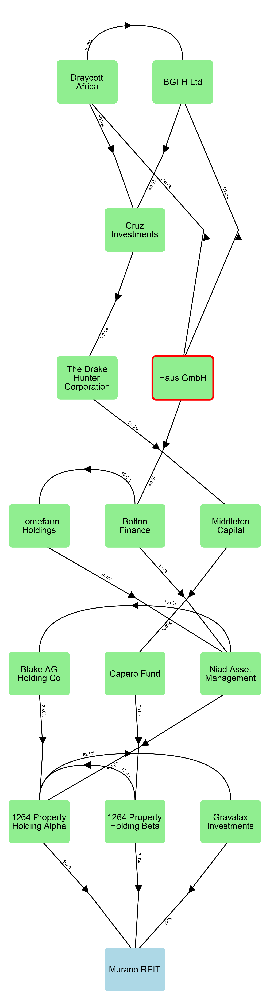 50.0%
Draycott
Africa
BGFH Ltd
10.0%
25.0%
100.0%
50.0%
Cruz
Investments
80.0%
The Drake
Hunter
Corporation
Haus GmbH
55.0%
45.0%
15.0%
Homefarm
Holdings
Bolton
Finance
Middleton
Capital
19.0%
11.0%
35.0%
90.0%
Blake AG
Holding Co
Caparo Fund
Niad Asset
Management
35.0%
75.0%
82.0%
35.0%
15.0%
1264 Property
Holding Alpha
1264 Property
Holding Beta
Gravalax
Investments
10.0%
3.0%
5.0%
Murano REIT